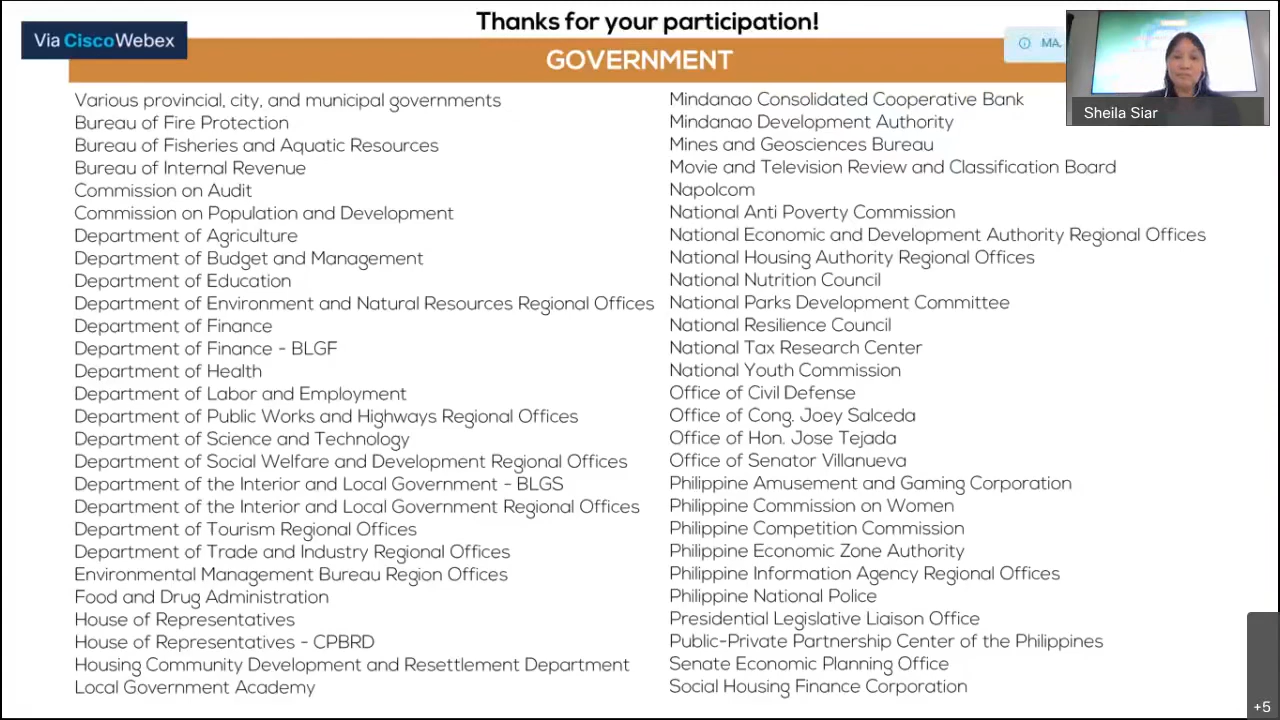 Thanks for your participation!
Via CiscoWebex
GOVERNMENT
MA.
Sheila Siar
Various provincial, city, and municipal governments
Bureau of Fire Protection
Bureau of Fisheries and Aquatic Resources
Bureau of Internal Revenue
Commission on Audit
Commission on Population and Development
Department of Agriculture
Department of Budget and Management
Department of Education
Department of Environment and Natural Resources Regional Offices
Department of Finance
Department of Finance - BLGF
Department of Health
Department of Labor and Employment
Department of Public Works and Highways Regional Offices
Department of Science and Technology
Department of Social Welfare and Development Regional Offices
Department of the Interior and Local Government - BLGS
Department of the Interior and Local Government Regional Offices
Department of Tourism Regional Offices
Department of Trade and Industry Regional Offices
Environmental Management Bureau Region Offices
Food and Drug Administration
House of Representatives
House of Representatives - CPBRD
Housing Community Development and Resettlement Department
Local Government Academy
Mindanao Consolidated Cooperative Bank
Mindanao Development Authority
Mines and Geosciences Bureau
Movie and Television Review and Classification Board
Napolcom
National Anti Poverty Commission
National Economic and Development Authority Regional Offices
National Housing Authority Regional Offices
National Nutrition Council
National Parks Development Committee
National Resilience Council
National Tax Research Center
National Youth Commission
Office of Civil Defense
Office of Cong. Joey Salceda
Office of Hon. Jose Tejada
Office of Senator Villanueva
Philippine Amusement and Gaming Corporation
Philippine Commission on Women
Philippine Competition Commission
Philippine Economic Zone Authority
Philippine Information Agency Regional Offices
Philippine National Police
Presidential Legislative Liaison Office
Public-Private Partnership Center of the Philippines
Senate Economic Planning Office
Social Housing Finance Corporation
+5